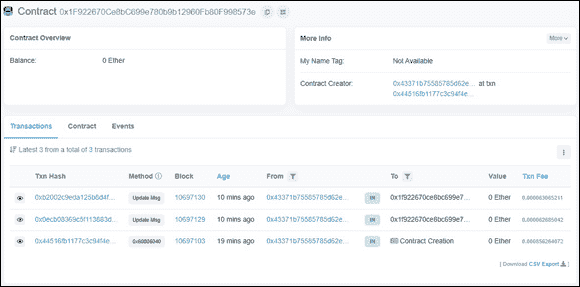 Contract 0x1F922670Ce8bC699e780b9b12960Fb80F998573e
Contract Overview
Balance: 0 Ether
More Info
More
My Name Tag: Not Available
Contract Creator: 0x43371b75585785d62e... at txn
0x44516fb1177c3c94f4e...
Transactions Contract Events
Latest 3 from a total of 3 transactions
Txn Hash Method Block Age From To Value Txn Fee
0xb2002c9eda125b8d4f... Update Msg 10697130 10 mins ago 0x43371b75585785d62e... IN 0x1f922670ce8bc699e7... 0 Ether
0x0ecb08369c5f113883d... Update Msg 10697129 10 mins ago 0x43371b75585785d62e... IN 0x1f922670ce8bc699e7... 0 Ether
0x44516fb1177c3c94f4e... 0x60806040 10697103 19 mins ago 0x43371b75585785d62e... IN Contract Creation 0 Ether
[ Download CSV Export ]